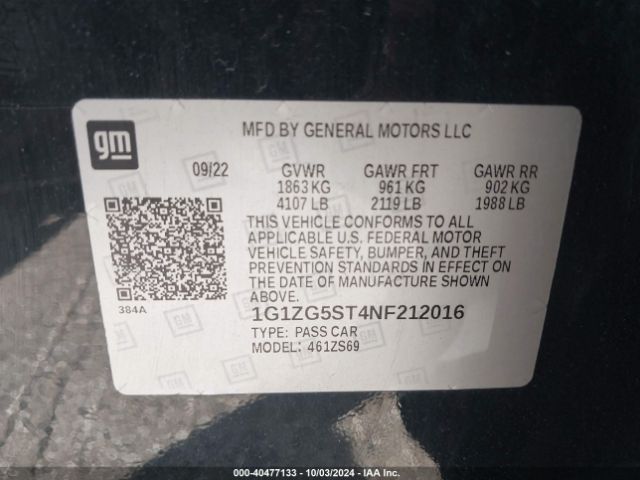 gm
MFD BY GENERAL MOTORS LLC
09/22 GVWR GAWR FRT GAWR RR
1863 KG 961 KG 902 KG
4107 LB 2119 LB 1988 LB
THIS VEHICLE CONFORMS TO ALL
APPLICABLE U.S. FEDERAL MOTOR
VEHICLE SAFETY, BUMPER, AND THEFT
PREVENTION STANDARDS IN EFFECT ON
THE DATE OF MANUFACTURE SHOWN
ABOVE.
384A
1G1ZG5ST4NF212016
TYPE: PASS CAR
MODEL: 461ZS69
© - 40477133 - 10/03/2024 - IAA Inc.